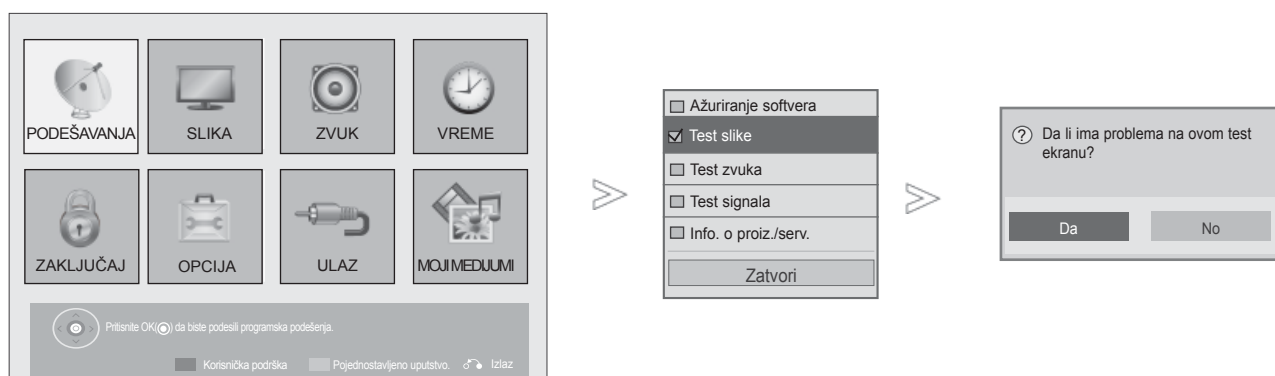 PODEŠAVANJA
SLIKA
ZVUK
VREME
ZAKLJUČAJ
OPCIJA
ULAZ
MOJI MEDIJUMI
Pritisnite OK( ) da biste podesili programska podešenja.
Korisnička podrška
Pojednostavljeno uputstvo.
Izlaz
Ažuriranje softvera
Test slike
Test zvuka
Test signala
Info. o proiz./serv.
Zatvori
? Da li ima problema na ovom test
ekranu?
Da
No